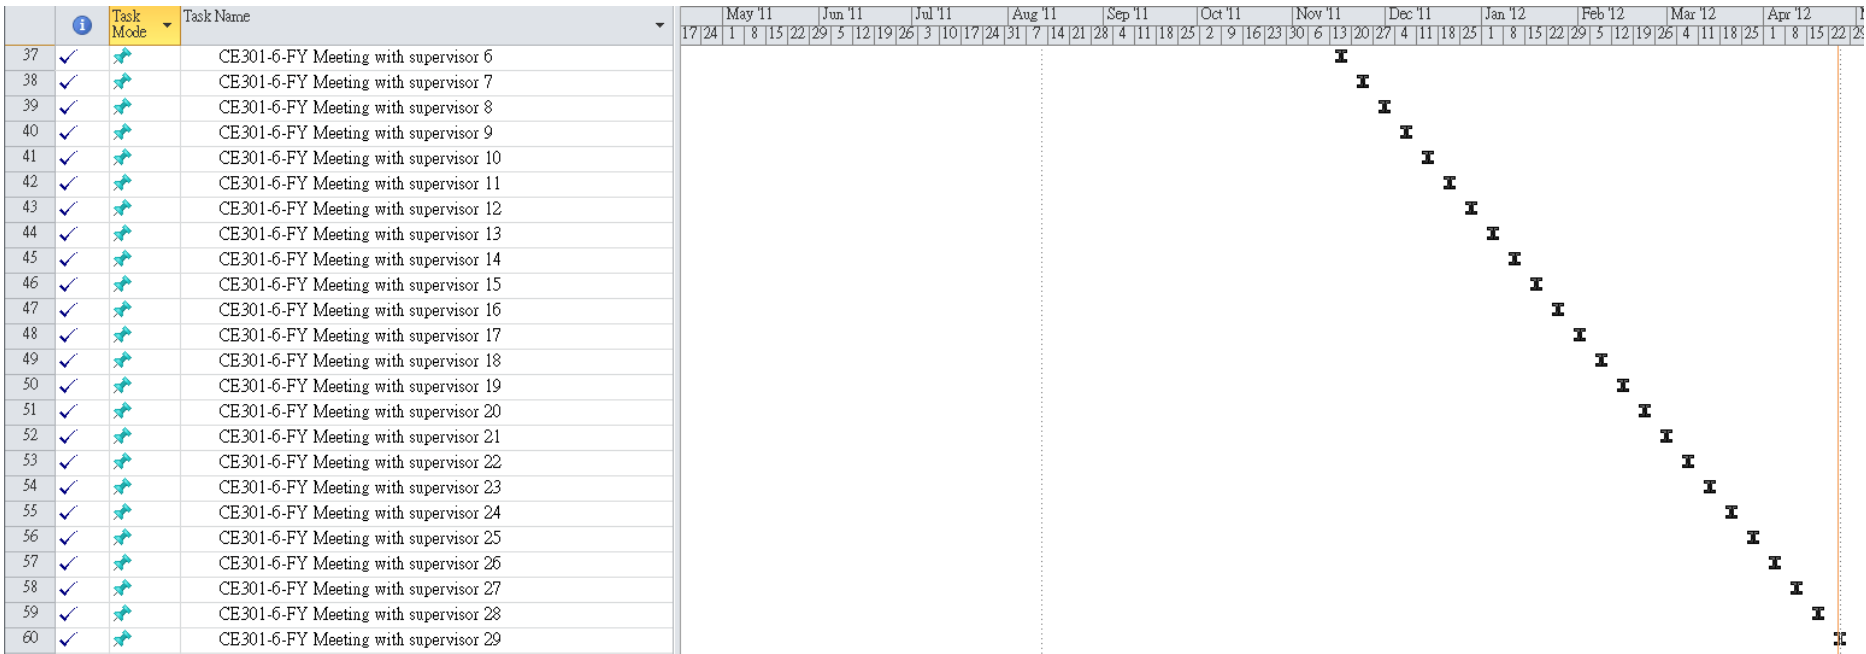 Task Mode
Task Name
May '11 Jun '11 Jul '11 Aug '11 Sep '11 Oct '11 Nov '11 Dec '11 Jan '12 Feb '12 Mar '12 Apr '12
17 24 1 8 15 22 29 5 12 19 26 3 10 17 24 31 7 14 21 28 4 11 18 25 2 9 16 23 30 6 13 20 27 4 11 18 25 1 8 15 22 29 5 12 19 26 4 11 18 25 1 8 15 22 29
37 CE301-6-FY Meeting with supervisor 6
38 CE301-6-FY Meeting with supervisor 7
39 CE301-6-FY Meeting with supervisor 8
40 CE301-6-FY Meeting with supervisor 9
41 CE301-6-FY Meeting with supervisor 10
42 CE301-6-FY Meeting with supervisor 11
43 CE301-6-FY Meeting with supervisor 12
44 CE301-6-FY Meeting with supervisor 13
45 CE301-6-FY Meeting with supervisor 14
46 CE301-6-FY Meeting with supervisor 15
47 CE301-6-FY Meeting with supervisor 16
48 CE301-6-FY Meeting with supervisor 17
49 CE301-6-FY Meeting with supervisor 18
50 CE301-6-FY Meeting with supervisor 19
51 CE301-6-FY Meeting with supervisor 20
52 CE301-6-FY Meeting with supervisor 21
53 CE301-6-FY Meeting with supervisor 22
54 CE301-6-FY Meeting with supervisor 23
55 CE301-6-FY Meeting with supervisor 24
56 CE301-6-FY Meeting with supervisor 25
57 CE301-6-FY Meeting with supervisor 26
58 CE301-6-FY Meeting with supervisor 27
59 CE301-6-FY Meeting with supervisor 28
60 CE301-6-FY Meeting with supervisor 29